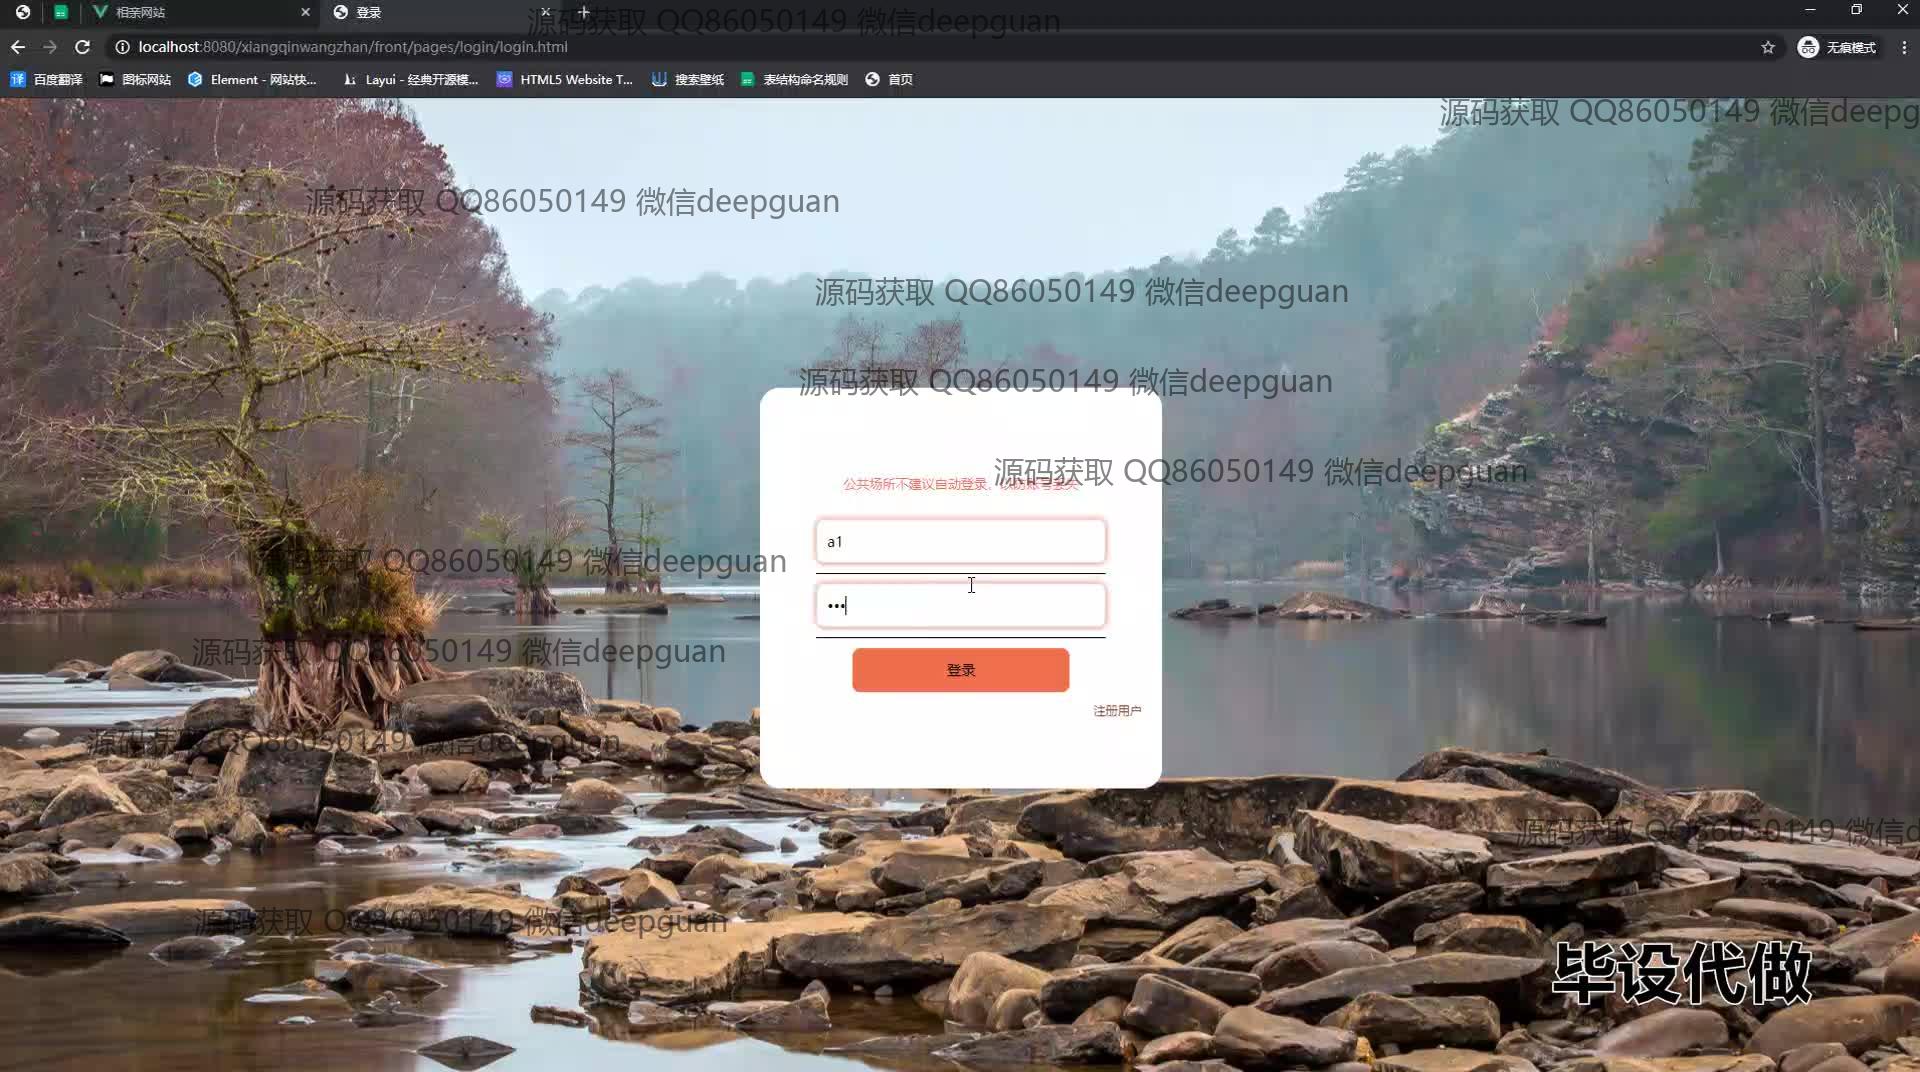 相亲网站
登录
源码获取 QQ86050149 微信deepguan
localhost:8080/xiangqinwangzhan/front/pages/login/login.html
无痕模式
百度翻译
图标网站
Element - 网站快...
Layui - 经典开源模...
HTML5 Website T...
搜索壁纸
表结构命名规则
首页
源码获取 QQ86050149 微信deepg
源码获取 QQ86050149 微信deepguan
源码获取 QQ86050149 微信deepguan
源码获取 QQ86050149 微信deepguan
源码获取 QQ86050149 微信deepguan
公共场所不建议自动登录,
a1
源码获取 QQ86050149 微信deepguan
•••
源码获取 QQ86050149 微信deepguan
登录
注册用户
源码获取 QQ86050149 微信deepguan
源码获取 QQ86050149 微信d
源码获取 QQ86050149 微信deepguan
毕设代做